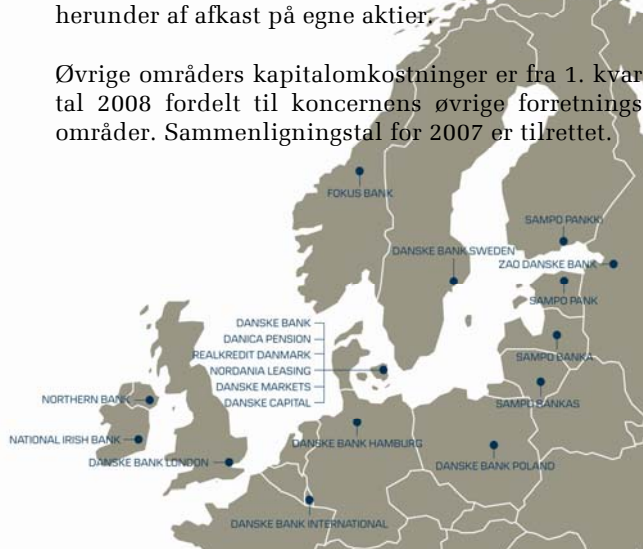 herunder af afkast på egne aktier.
Øvrige områders kapitalomkostninger er fra 1. kvar
tal 2008 fordelt til koncernens øvrige forretnings
områder. Sammenligningstal for 2007 er tilrettet.
FOKUS BANK
SAMPO PANKKI
DANSKE BANK SWEDEN
ZAO DANSKE BANK
SAMPO PANK
DANSKE BANK
DANICA PENSION
REALKREDIT DANMARK
NORDANIA LEASING
DANSKE MARKETS
DANSKE CAPITAL
SAMPO BANKA
SAMPO BANKAS
NORTHERN BANK
NATIONAL IRISH BANK
DANSKE BANK LONDON
DANSKE BANK HAMBURG
DANSKE BANK POLAND
DANSKE BANK INTERNATIONAL